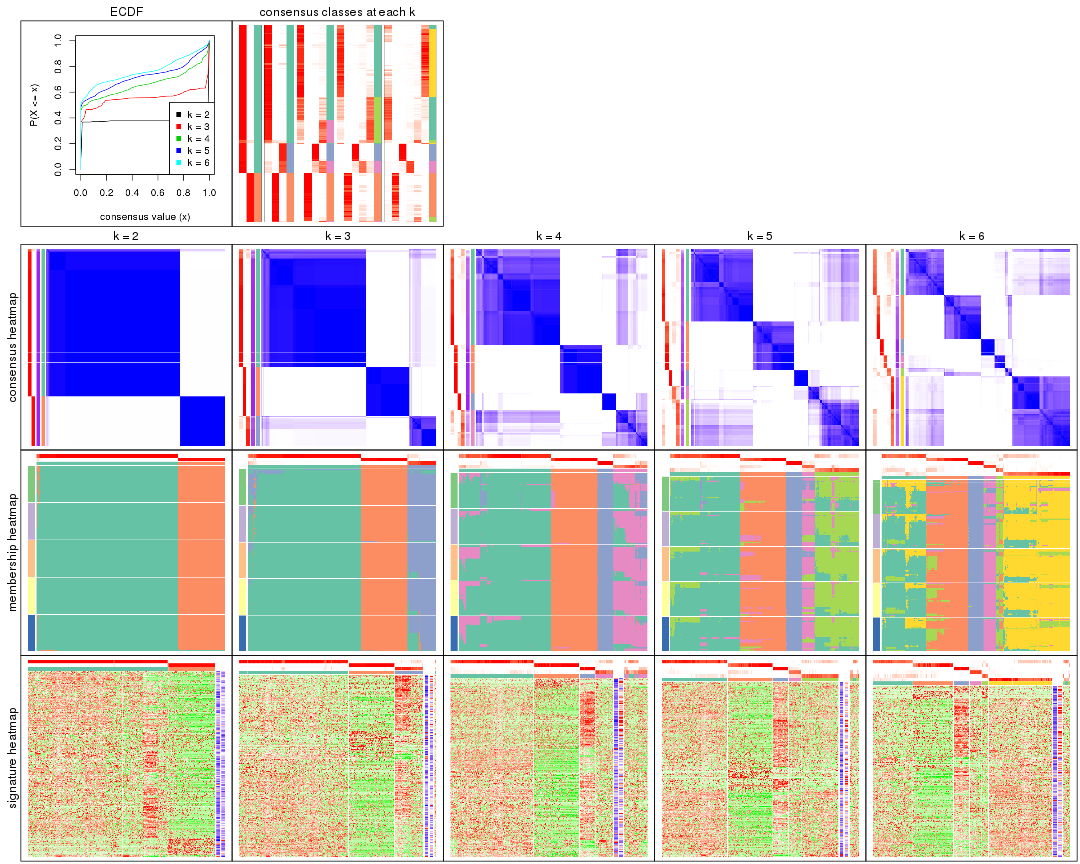 ECDF
consensus classes at each k
P(X <= x)
0.0 0.2 0.4 0.6 0.8 1.0
k = 2
k = 3
k = 4
k = 5
k = 6
0.0 0.2 0.4 0.6 0.8 1.0
consensus value (x)
k = 2
k = 3
k = 4
k = 5
k = 6
consensus heatmap
membership heatmap
signature heatmap